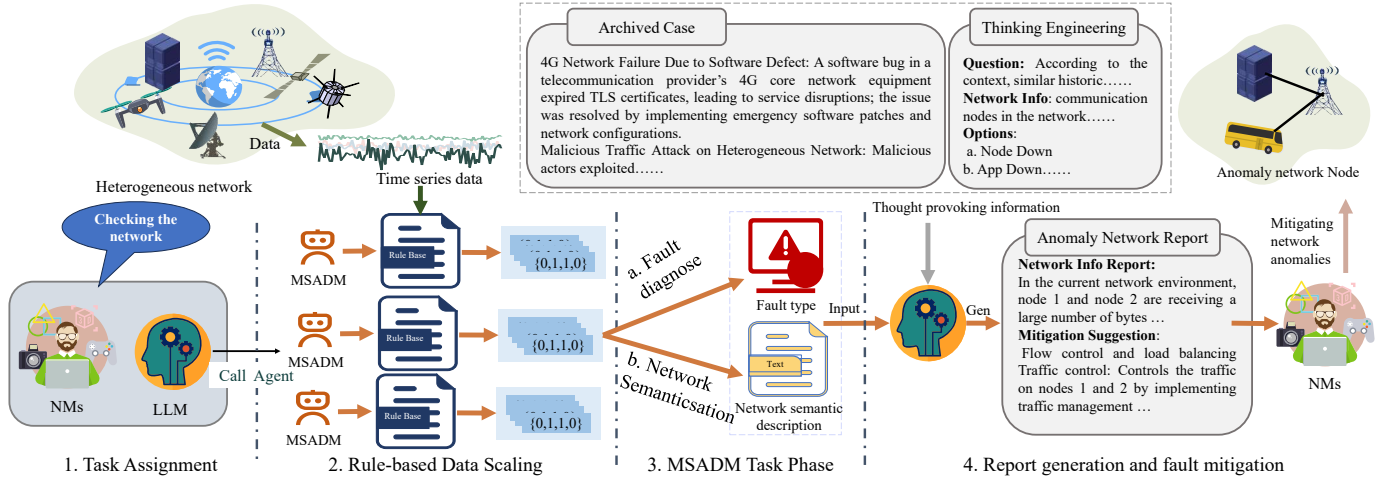 Archived Case
4G Network Failure Due to Software Defect: A software bug in a
telecommunication provider's 4G core network equipment
expired TLS certificates, leading to service disruptions; the issue
was resolved by implementing emergency software patches and
network configurations.
Malicious Traffic Attack on Heterogeneous Network: Malicious
actors exploited……
Thinking Engineering
Question: According to the
context, similar historic……
Network Info: communication
nodes in the network……
Options:
a. Node Down
b. App Down……
Data
Heterogeneous network
Time series data
Anomaly network Node
Checking the
network
NMs
LLM
Call Agent
MSADM
Rule Base
{0,1,1,0}
MSADM
Rule Base
{0,1,1,0}
MSADM
Rule Base
{0,1,1,0}
a. Fault
diagnose
b. Network
Semanticsation
Fault type
Text
Network semantic
description
Input
Thought provoking information
Gen
Anomaly Network Report
Network Info Report:
In the current network environment,
node 1 and node 2 are receiving a
large number of bytes …
Mitigation Suggestion:
Flow control and load balancing
Traffic control: Controls the traffic
on nodes 1 and 2 by implementing
traffic management …
Mitigating
network
anomalies
NMs
1. Task Assignment
2. Rule-based Data Scaling
3. MSADM Task Phase
4. Report generation and fault mitigation